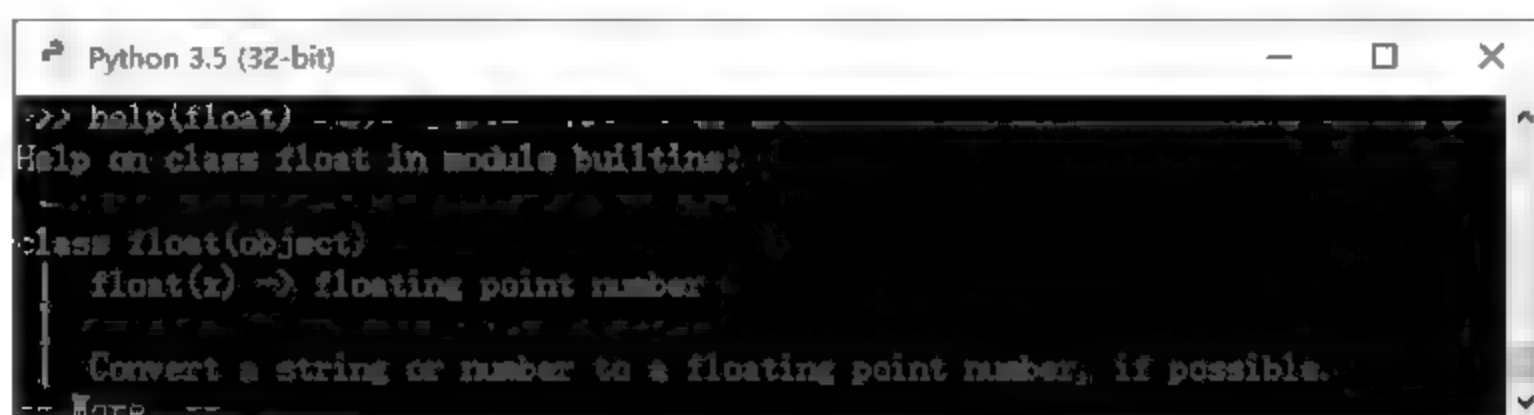 Python 3.5 (32-bit)
>>> help(float)
Help on class float in module builtins:
class float(object)
| float(x) -> floating point number
|
| Convert a string or number to a floating point number, if possible.
-- More --